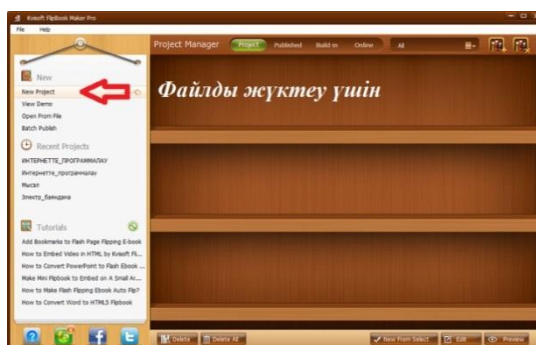 Kvisoft FlipBook Maker Pro
File Help
Project Manager Project Published Build-in Online All
New
New Project
View Demo
Open From File
Batch Publish
Файлды жүктеу үшін
Recent Projects
ИНТЕРНЕТТЕ_ПРОГРАММАЛАУ
Интернетте_программалау
Мысал
Электр_баяндама
Tutorials
Add Bookmarks to Flash Page Flipping E-book
How to Embed Video in HTML by Kvisoft Fli...
How to Convert PowerPoint to Flash Ebook ...
Make Mini Flipbook to Embed on A Small Ar...
How to Make Flash Flipping Ebook Auto Flip?
How to Convert Word to HTML5 Flipbook
Delete Delete All New From Select Edit Preview